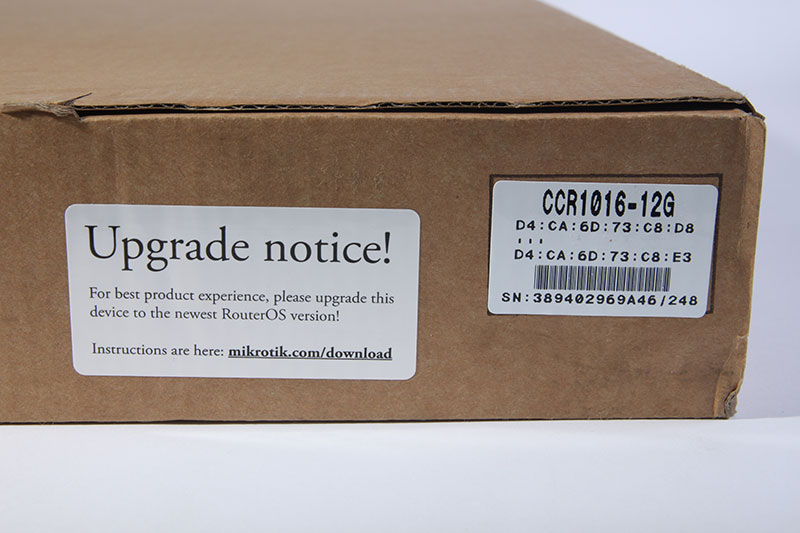 Upgrade notice!
For best product experience, please upgrade this
device to the newest RouterOS version!
Instructions are here: mikrotik.com/download
CCR1016-12G
D4:CA:6D:73:C8:D8
...
D4:CA:6D:73:C8:E3
SN:389402969A46/248